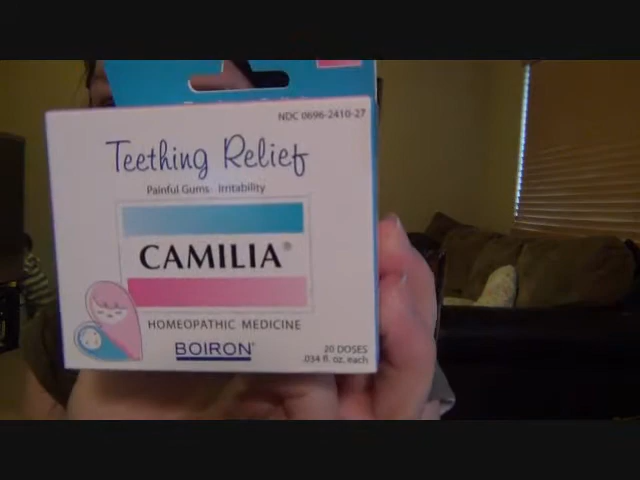 NDC 0696-2410-27
Teething Relief
Painful Gums · Irritability
CAMILIA®
HOMEOPATHIC MEDICINE
BOIRON®
20 DOSES
.034 fl. oz. each